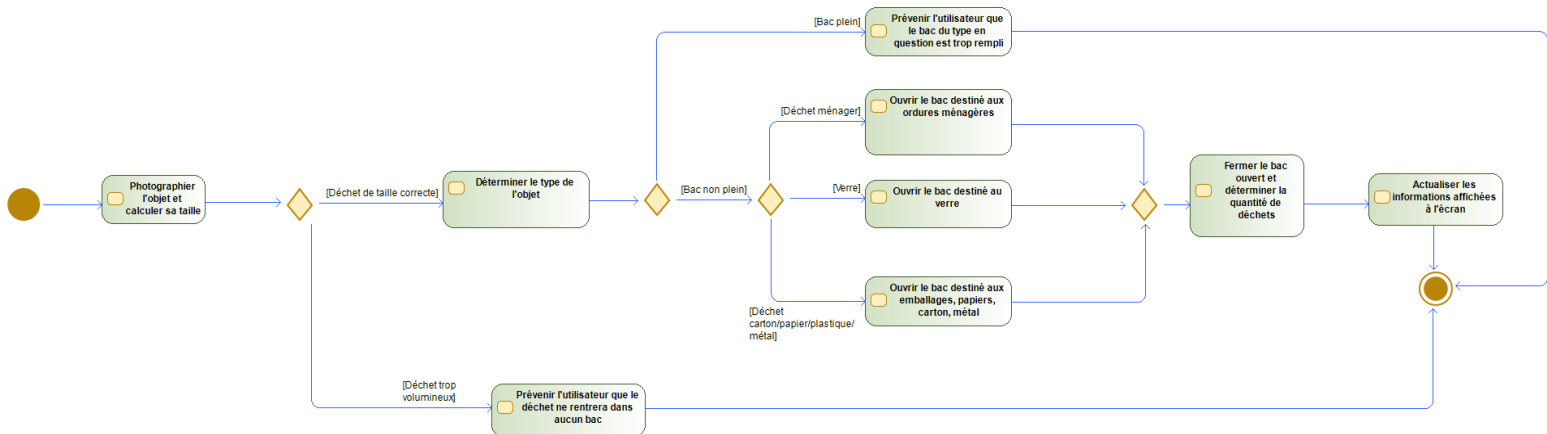 [Bac plein]
Prévenir l'utilisateur que
le bac du type en
question est trop rempli
[Déchet ménager]
Ouvrir le bac destiné aux
ordures ménagères
Photographier
l'objet et
calculer sa taille
[Déchet de taille correcte]
Déterminer le type de
l'objet
[Bac non plein]
[Verre]
Ouvrir le bac destiné au
verre
Fermer le bac
ouvert et
déterminer la
quantité de
déchets
Actualiser les
informations affichées
à l'écran
[Déchet
carton/papier/plastique/
métal]
Ouvrir le bac destiné aux
emballages, papiers,
carton, métal
[Déchet trop
volumineux]
Prévenir l'utilisateur que le
déchet ne rentrera dans
aucun bac